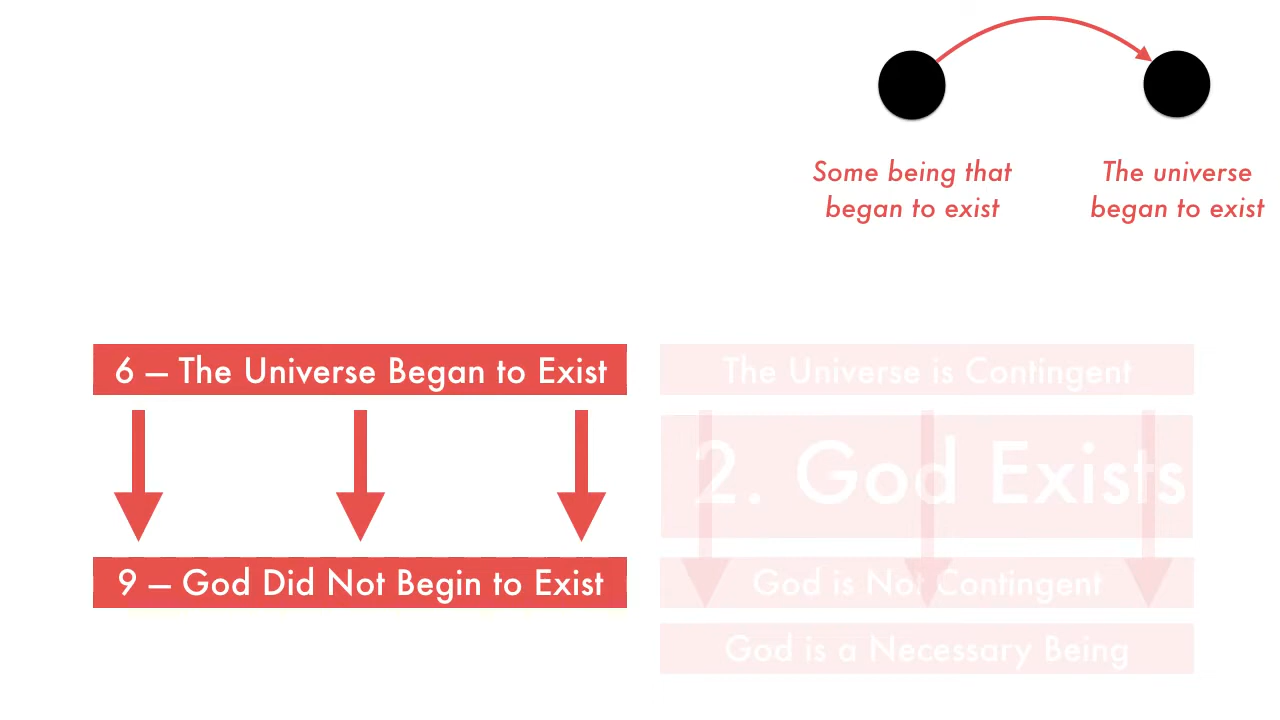 Some being that
began to exist
The universe
began to exist
6 — The Universe Began to Exist
9 — God Did Not Begin to Exist
The Universe is Contingent
2. God Exists
God is Not Contingent
God is a Necessary Being